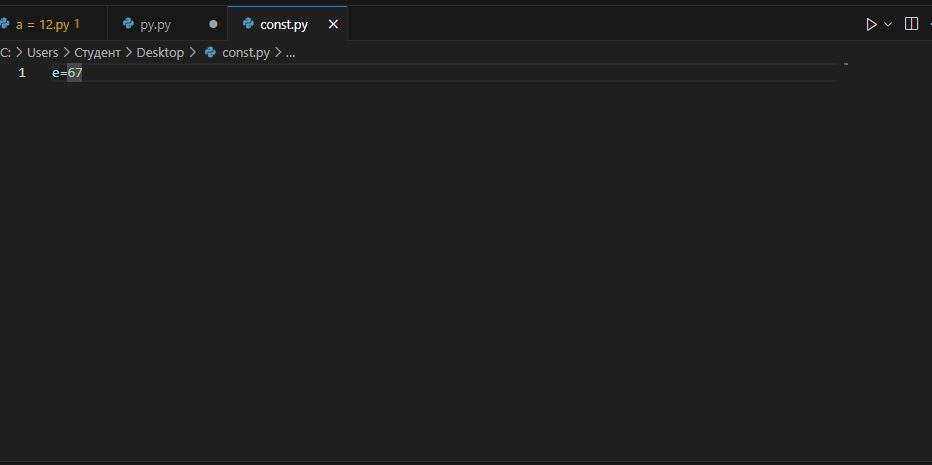 a = 12.py 1 py.py const.py
C: > Users > Студент > Desktop > const.py > ...
1 e=67